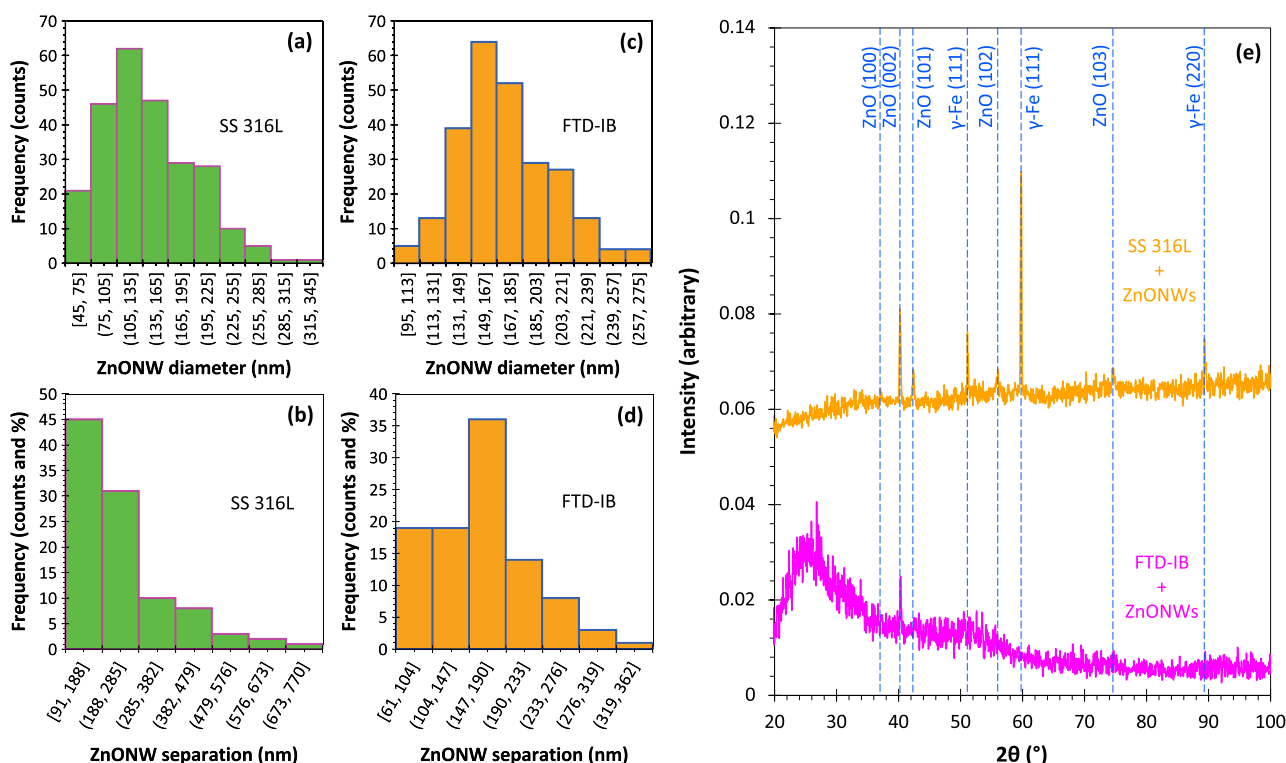 (a)
SS 316L
Frequency (counts)
70
60
50
40
30
20
10
0
[45, 75]
(75, 105]
(105, 135]
(135, 165]
(165, 195]
(195, 225]
(225, 255]
(255, 285]
(285, 315]
(315, 345]
ZnONW diameter (nm)
(c)
FTD-IB
Frequency (counts)
70
60
50
40
30
20
10
0
[95, 113]
(113, 131]
(131, 149]
(149, 167]
(167, 185]
(185, 203]
(203, 221]
(221, 239]
(239, 257]
(257, 275]
ZnONW diameter (nm)
(b)
SS 316L
Frequency (counts and %)
50
45
40
35
30
25
20
15
10
5
0
[91, 188]
(188, 285]
(285, 382]
(382, 479]
(479, 576]
(576, 673]
(673, 770]
ZnONW separation (nm)
(d)
FTD-IB
Frequency (counts and %)
40
35
30
25
20
15
10
5
0
[61, 104]
(104, 147]
(147, 190]
(190, 233]
(233, 276]
(276, 319]
(319, 362]
ZnONW separation (nm)
(e)
Intensity (arbitrary)
0.14
0.12
0.1
0.08
0.06
0.04
0.02
0
ZnO (100)
ZnO (002)
ZnO (101)
γ-Fe (111)
ZnO (102)
γ-Fe (111)
ZnO (103)
γ-Fe (220)
SS 316L
+
ZnONWs
FTD-IB
+
ZnONWs
20
30
40
50
60
70
80
90
100
2θ (°)